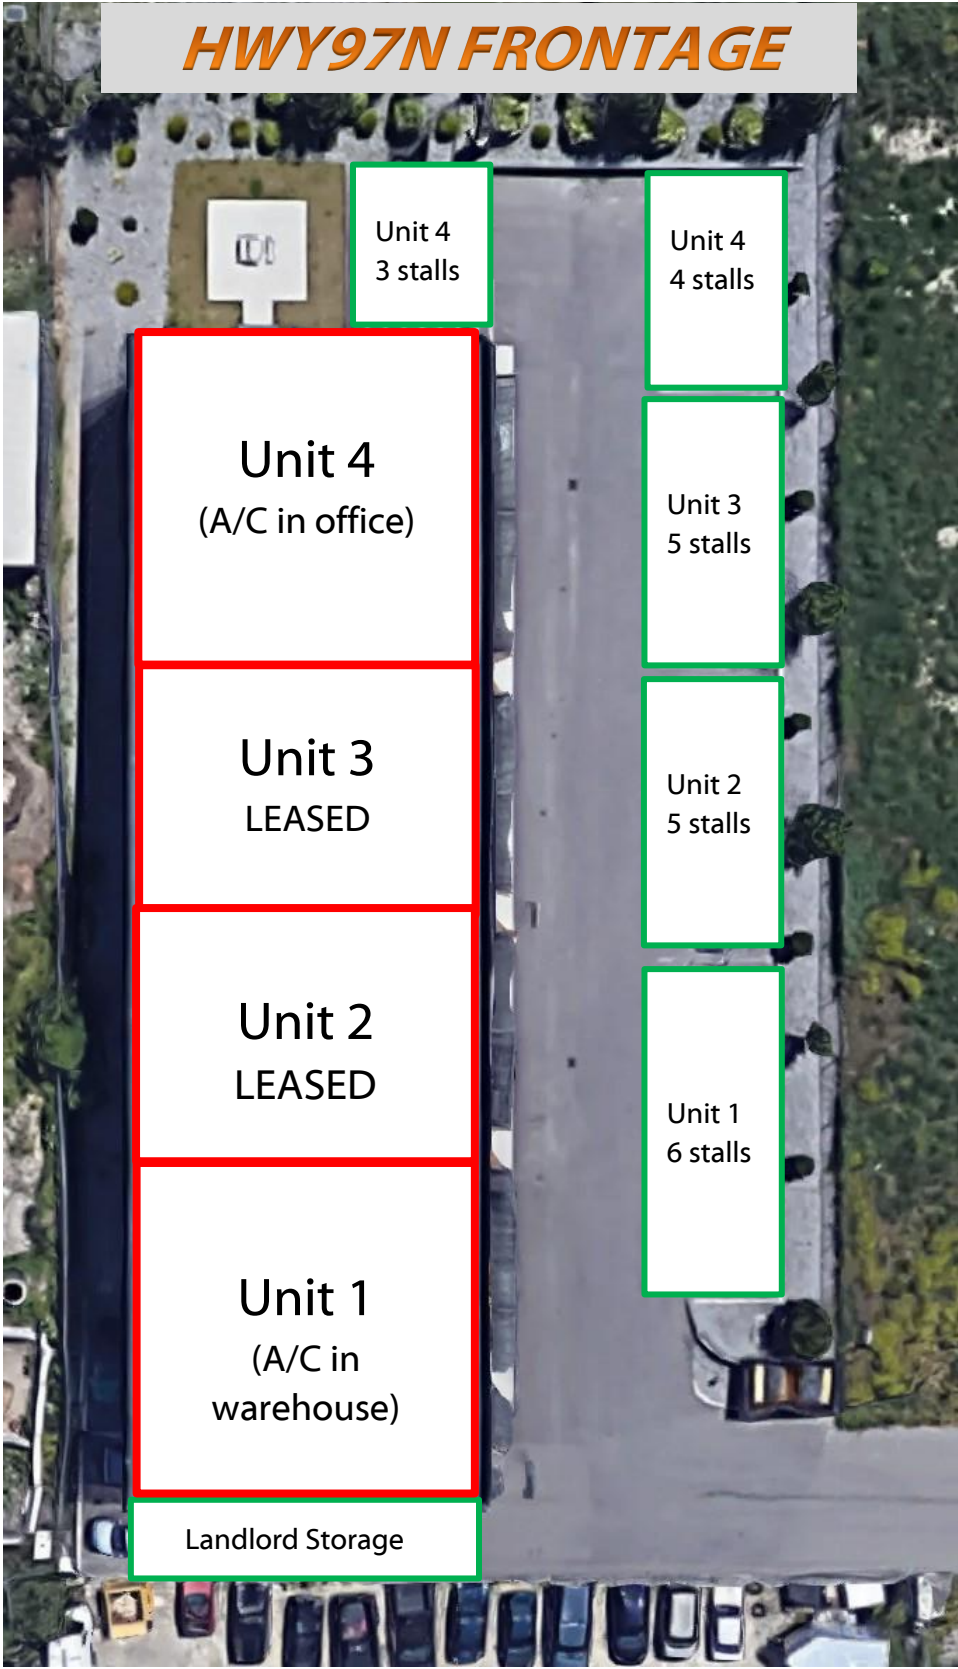 HWY97N FRONTAGE
Unit 4
3 stalls
Unit 4
4 stalls
Unit 4
(A/C in office)
Unit 3
5 stalls
Unit 3
LEASED
Unit 2
5 stalls
Unit 2
LEASED
Unit 1
6 stalls
Unit 1
(A/C in
warehouse)
Landlord Storage